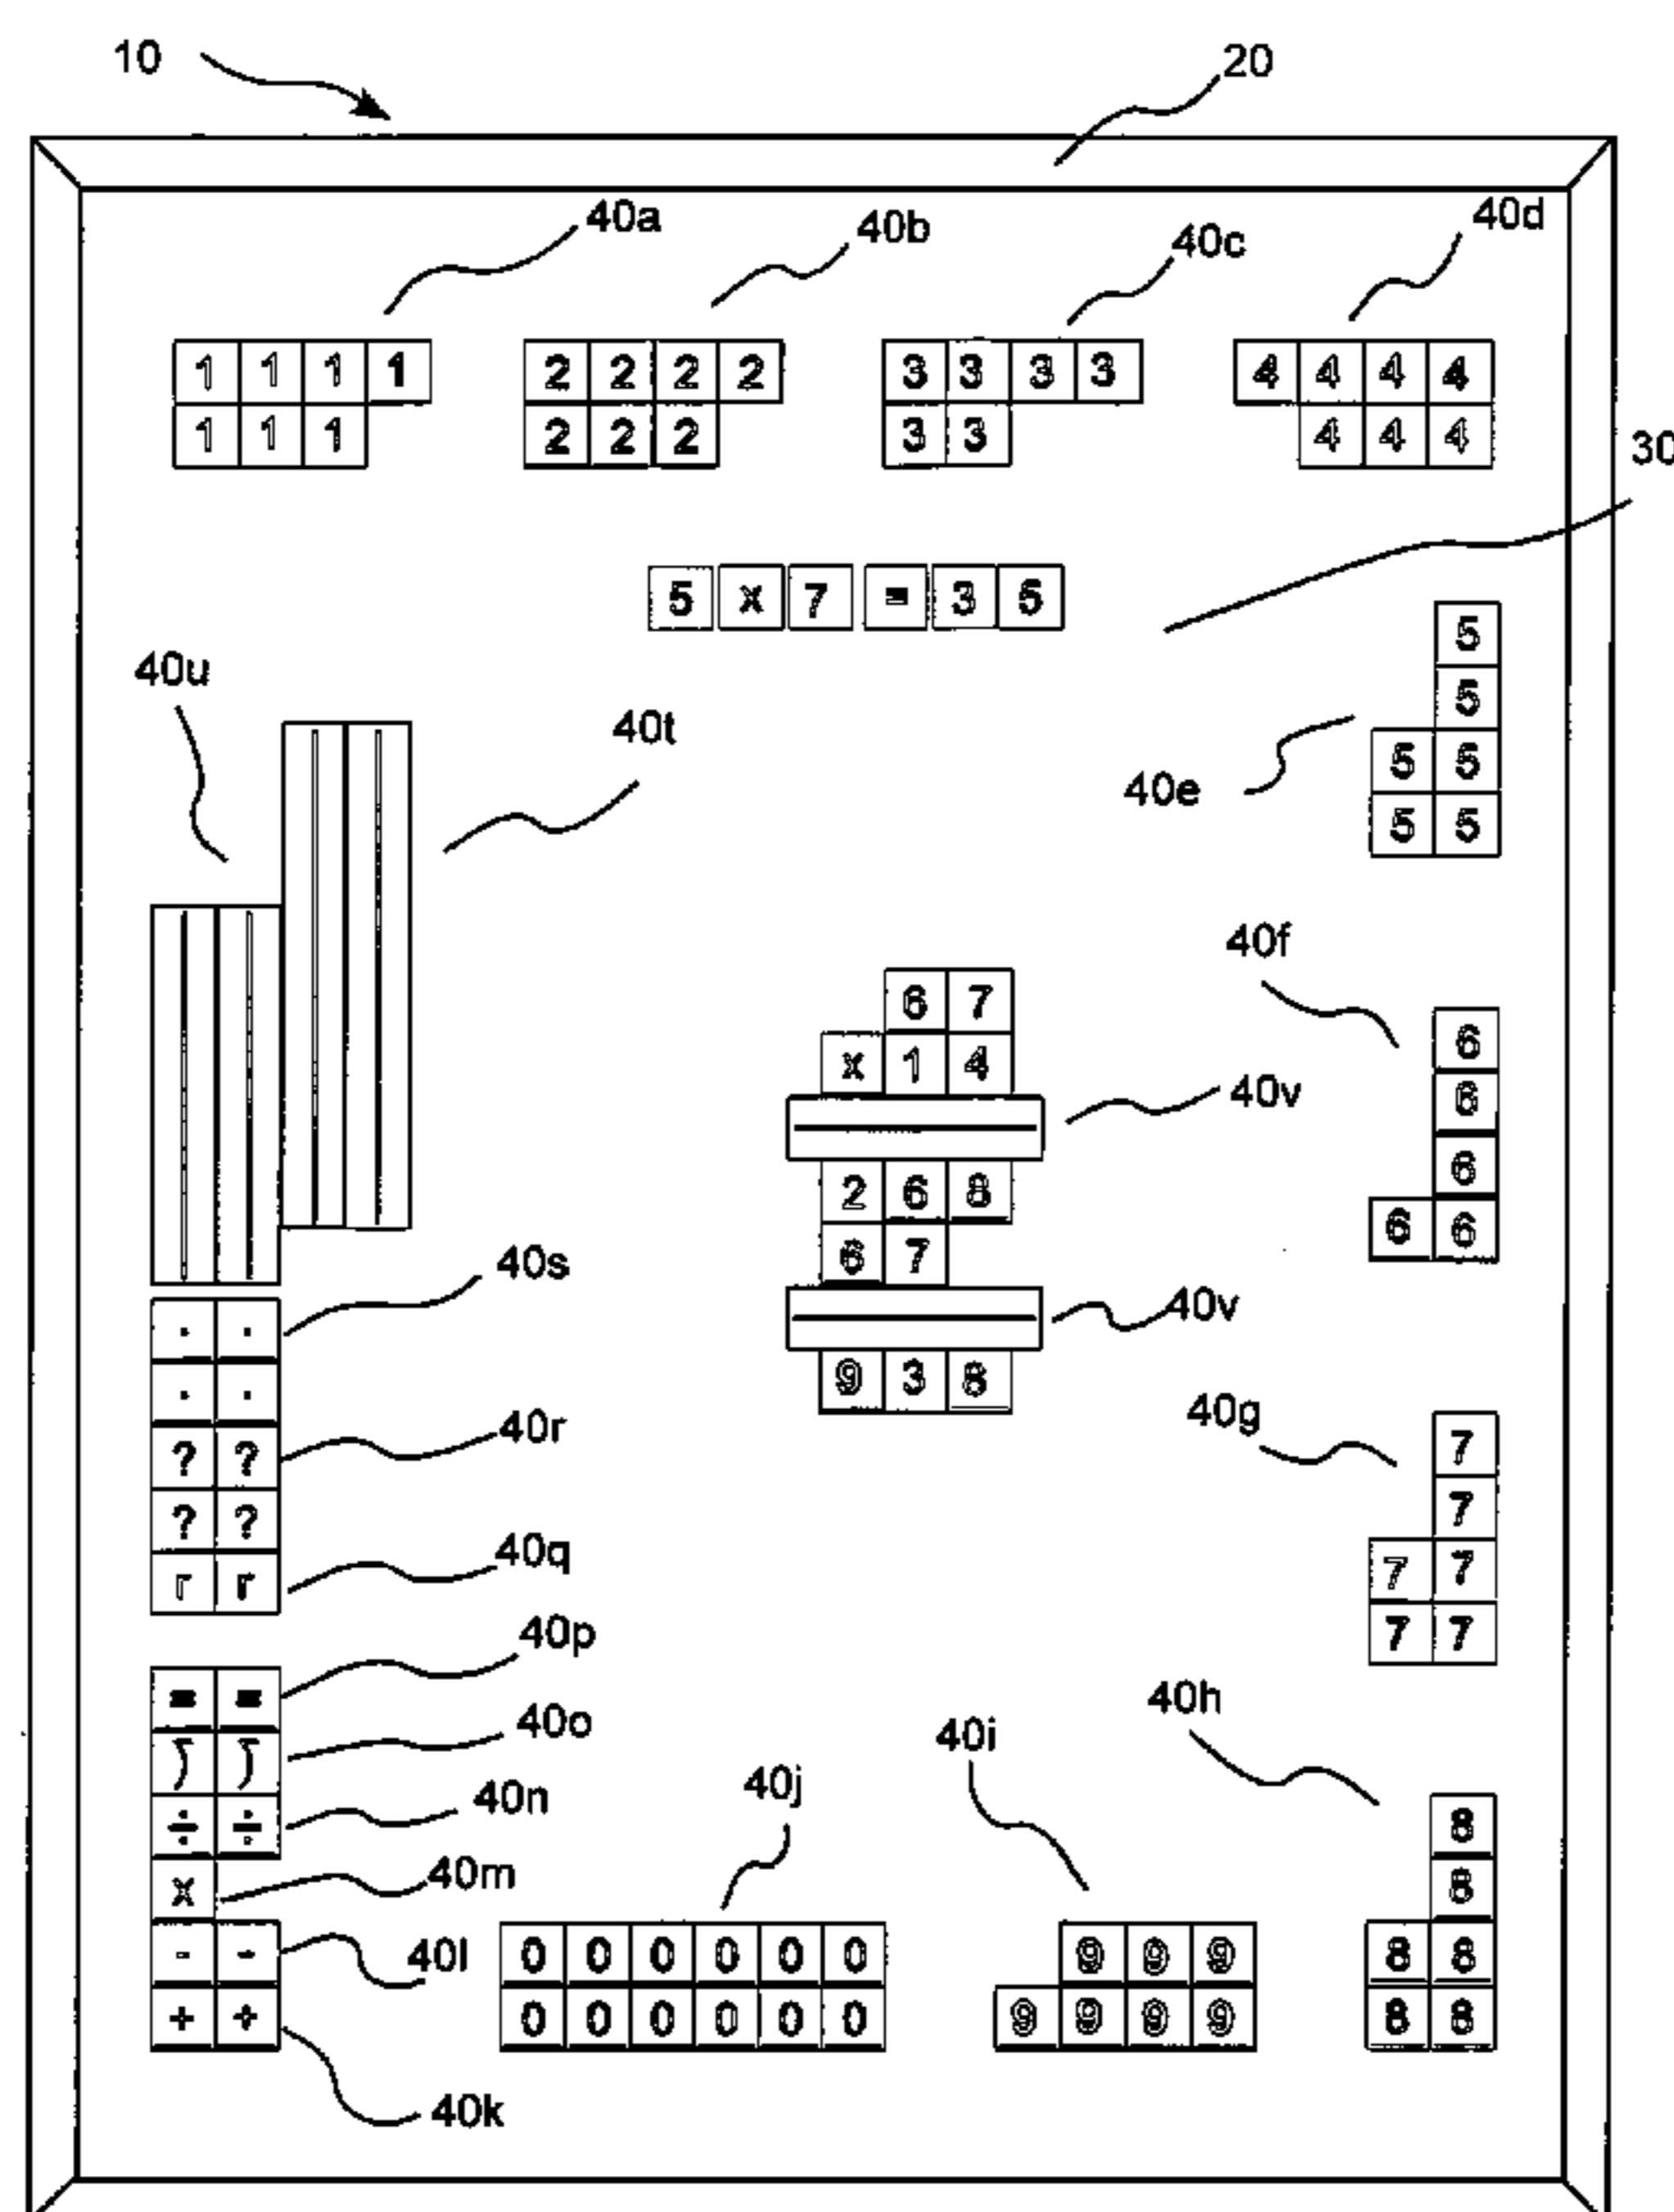 10
20
40a
40b
40c
40d
1 1 1 1
2 2 2 2
3 3 3 3
4 4 4 4
1 1 1
2 2 2
3 3
4 4 4
30
5 x 7 = 3 5
40u
40t
5
5
40e
5 5
5 5
40f
6 7
6
x 1 4
6
40v
6
2 6 8
6 6
6 7
40s
40v
. .
9 3 8
. .
40r
40g
? ?
7
? ?
7
40q
r r
7 7
40p
7 7
= =
40o
) )
40h
40i
40n
40j
÷ ÷
8
40m
x
8
40l
- -
0 0 0 0 0 0
9 9 9
8 8
+ +
0 0 0 0 0 0
9 9 9 9
8 8
40k